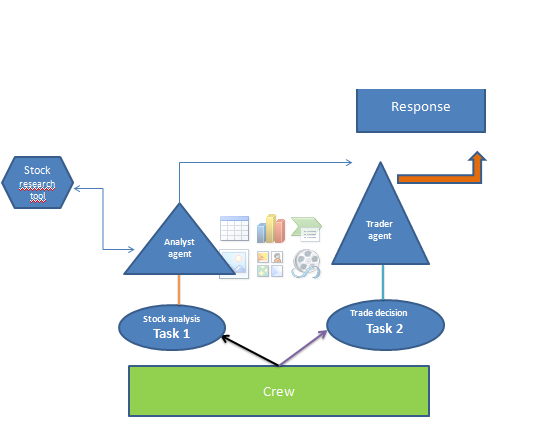 Response
Stock
research
tool
Analyst
agent
Trader
agent
Stock analysis
Task 1
Trade decision
Task 2
Crew